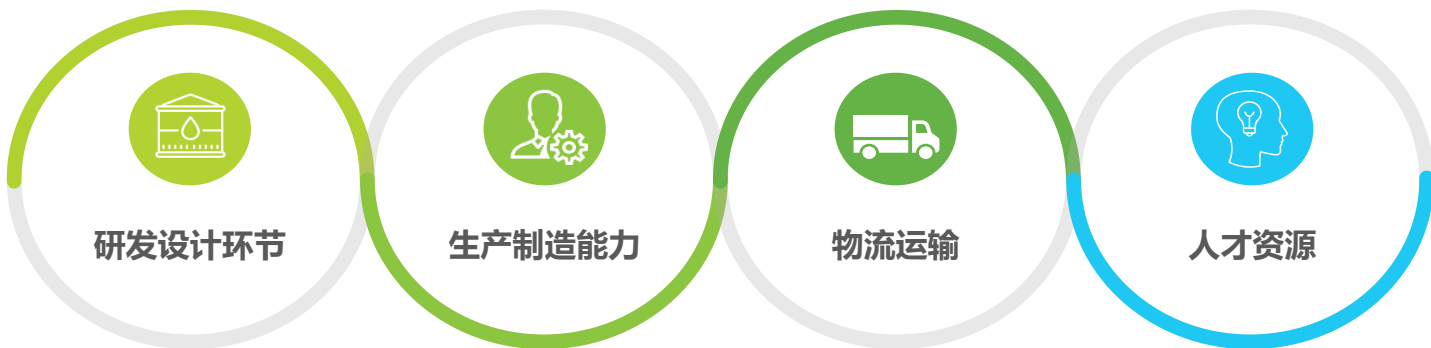 研发设计环节
生产制造能力
物流运输
人才资源